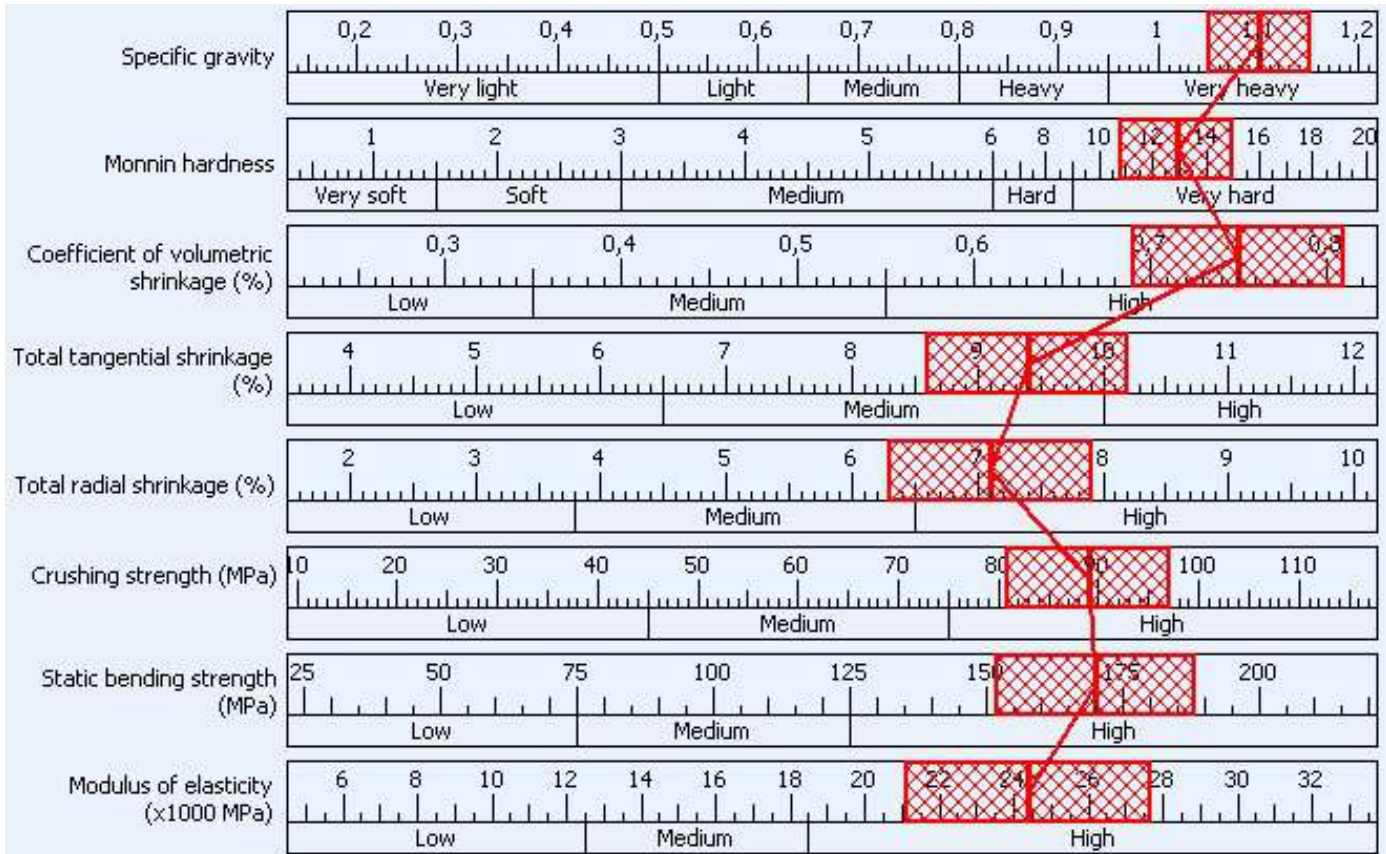 0,2 0,3 0,4 0,5 0,6 0,7 0,8 0,9 1 1,1 1,2
Specific gravity
Very light Light Medium Heavy Very heavy
1 2 3 4 5 6 8 10 12 14 16 18 20
Monnin hardness
Very soft Soft Medium Hard Very hard
0,3 0,4 0,5 0,6 0,7 0,8
Coefficient of volumetric
shrinkage (%)
Low Medium High
Total tangential shrinkage
4 5 6 7 8 9 10 11 12
(%)
Low Medium High
2 3 4 5 6 7 8 9 10
Total radial shrinkage (%)
Low Medium High
10 20 30 40 50 60 70 80 90 100 110
Crushing strength (MPa)
Low Medium High
25 50 75 100 125 150 175 200
Static bending strength
(MPa)
Low Medium High
Modulus of elasticity
6 8 10 12 14 16 18 20 22 24 26 28 30 32
(x1000 MPa)
Low Medium High